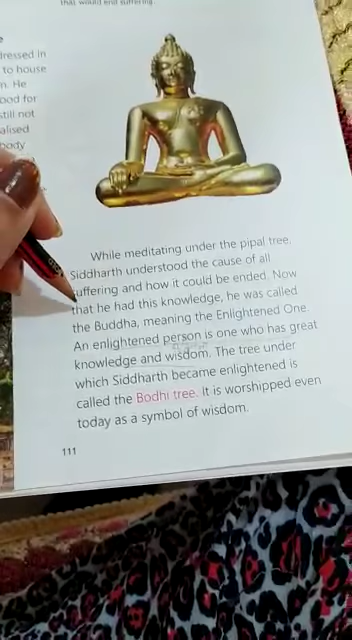 that would end suffering.
dressed in
to house
He
ood for
still not
alised
body
While meditating under the pipal tree,
Siddharth understood the cause of all
suffering and how it could be ended. Now
that he had this knowledge, he was called
the Buddha, meaning the Enlightened One.
An enlightened person is one who has great
knowledge and wisdom. The tree under
which Siddharth became enlightened is
called the Bodhi tree. It is worshipped even
today as a symbol of wisdom.
111